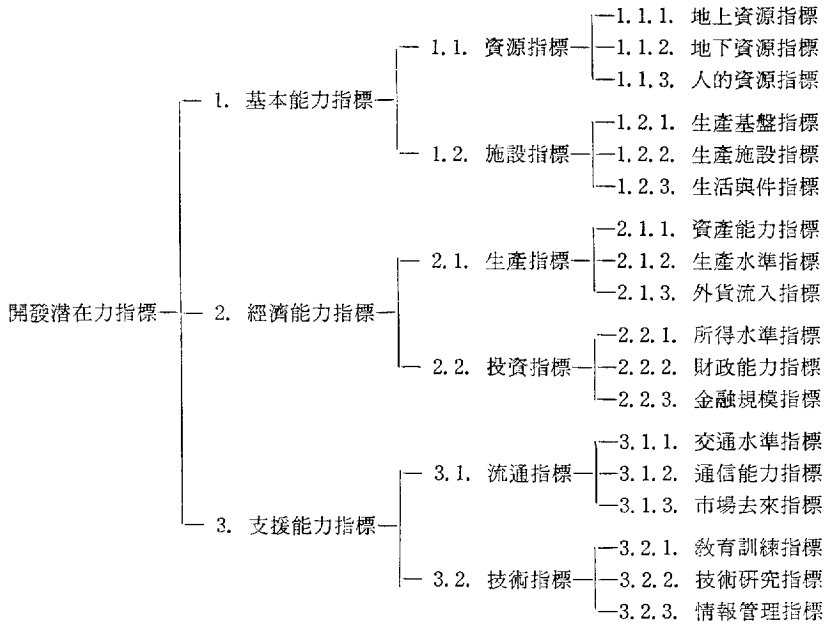 1.1.1. 地上資源指標
1.1. 資源指標 1.1.2. 地下資源指標
1.1.3. 人的資源指標
1. 基本能力指標
1.2.1. 生產基盤指標
1.2. 施設指標 1.2.2. 生產施設指標
1.2.3. 生活與件指標
2.1.1. 資產能力指標
2.1. 生產指標 2.1.2. 生產水準指標
2.1.3. 外貨流入指標
開發潛在力指標 2. 經濟能力指標
2.2.1. 所得水準指標
2.2. 投資指標 2.2.2. 財政能力指標
2.2.3. 金融規模指標
3.1.1. 交通水準指標
3.1. 流通指標 3.1.2. 通信能力指標
3.1.3. 市場去來指標
3. 支援能力指標
3.2.1. 敎育訓練指標
3.2. 技術指標 3.2.2. 技術硏究指標
3.2.3. 情報管理指標